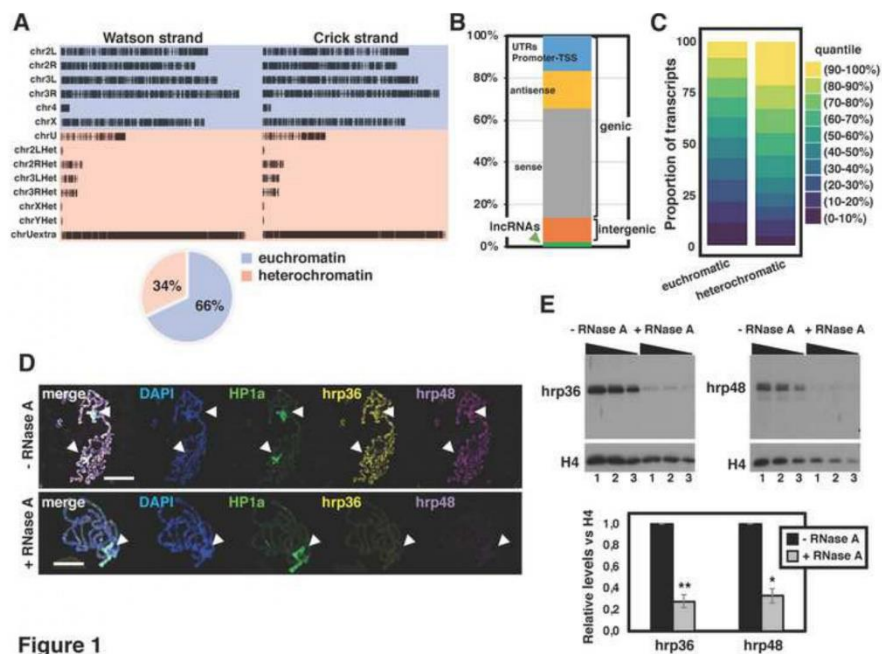 A
Watson strand
Crick strand
chr2L
chr2R
chr3L
chr3R
chr4
chrX
chrU
chr2LHet
chr2RHet
chr3LHet
chr3RHet
chrXHet
chrYHet
chrUextra
34%
66%
euchromatin
heterochromatin
B
100%
80%
60%
40%
20%
0%
UTRs
Promoter-TSS
antisense
sense
lncRNAs
genic
intergenic
C
Proportion of transcripts
100
75
50
25
0
euchromatic
heterochromatic
quantile
(90-100%)
(80-90%)
(70-80%)
(60-70%)
(50-60%)
(40-50%)
(30-40%)
(20-30%)
(10-20%)
(0-10%)
D
- RNase A
merge DAPI HP1a hrp36 hrp48
+ RNase A
merge DAPI HP1a hrp36 hrp48
E
- RNase A + RNase A
hrp36
H4
1 2 3 1 2 3
- RNase A + RNase A
hrp48
H4
1 2 3 1 2 3
Relative levels vs H4
1,0
0,8
0,6
0,4
0,2
0,0
**
*
- RNase A
+ RNase A
hrp36 hrp48
Figure 1